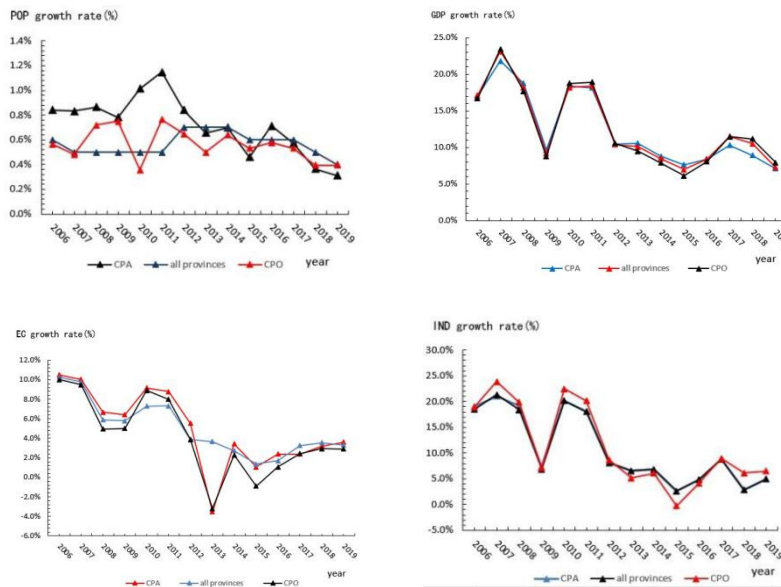 POP growth rate(%)
1.4%
1.2%
1.0%
0.8%
0.6%
0.4%
0.2%
0.0%
2006 2007 2008 2009 2010 2011 2012 2013 2014 2015 2016 2017 2018 2019
year
CPA all provinces CPO
GDP growth rate(%)
25.0%
20.0%
15.0%
10.0%
5.0%
0.0%
2006 2007 2008 2009 2010 2011 2012 2013 2014 2015 2016 2017 2018 20
year
CPA all provinces CPO
EC growth rate(%)
12.0%
10.0%
8.0%
6.0%
4.0%
2.0%
0.0%
-2.0%
-4.0%
-6.0%
2006 2007 2008 2009 2010 2011 2012 2013 2014 2015 2016 2017 2018 2019
year
CPA all provinces CPO
IND growth rate(%)
30.0%
25.0%
20.0%
15.0%
10.0%
5.0%
0.0%
-5.0%
2006 2007 2008 2009 2010 2011 2012 2013 2014 2015 2016 2017 2018 2019
year
CPA all provinces CPO